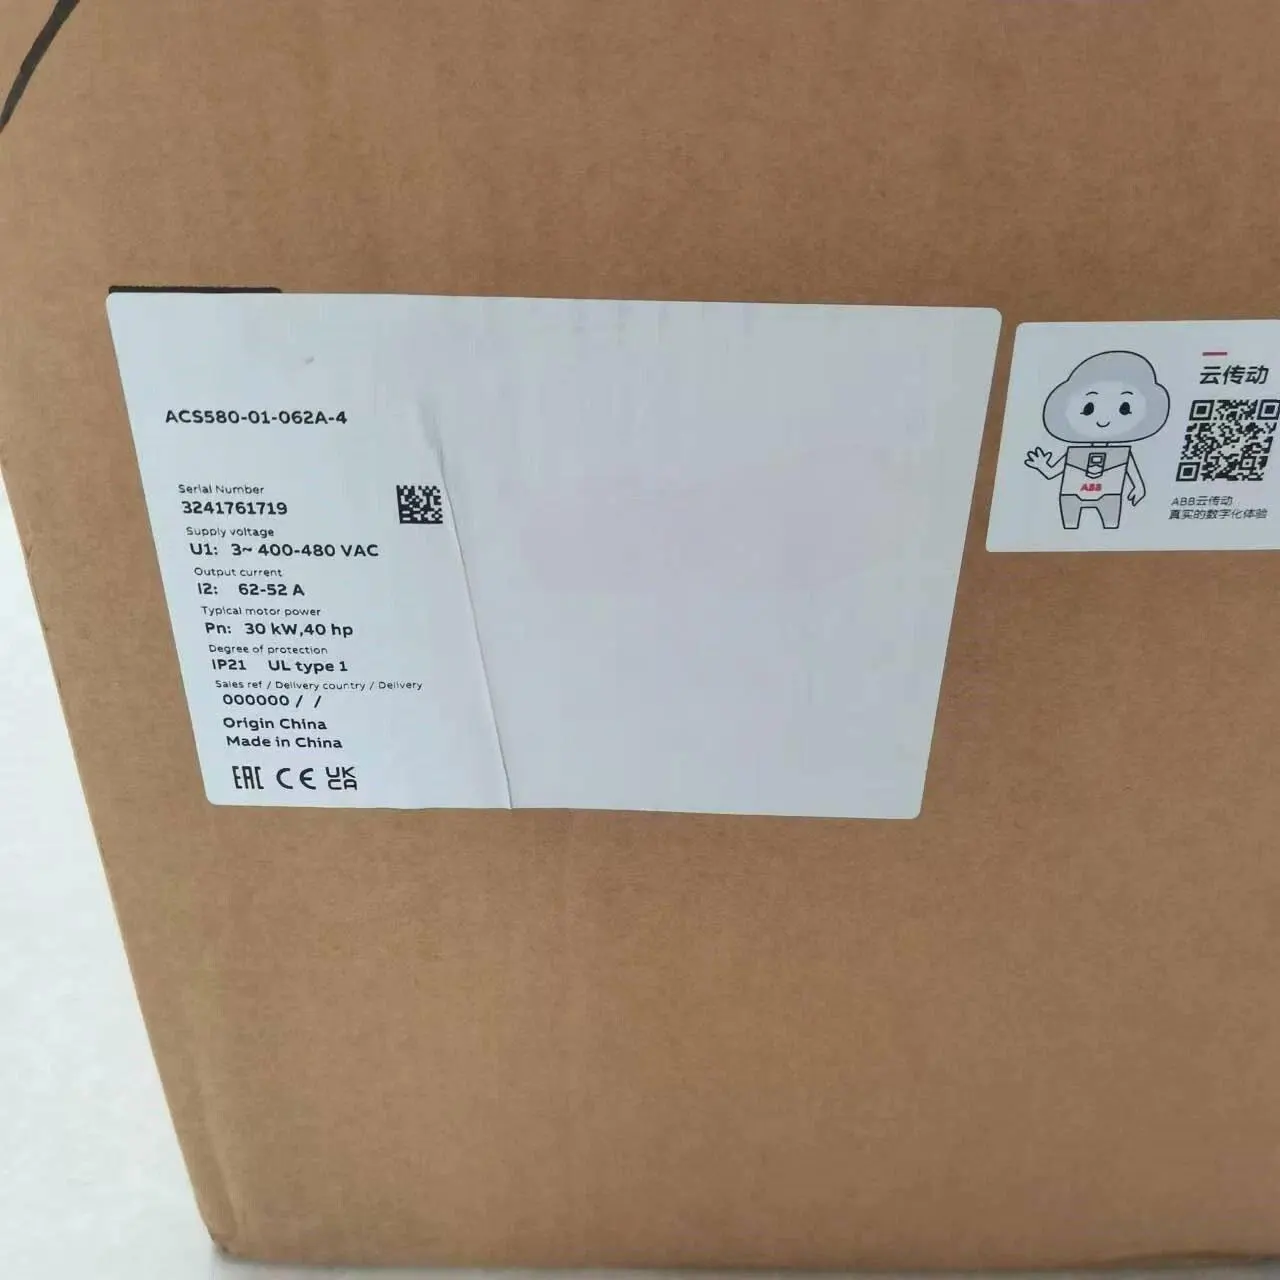 ACS580-01-062A-4
Serial Number
3241761719
Supply voltage
U1: 3~ 400-480 VAC
Output current
I2: 62-52 A
Typical motor power
Pn: 30 kW,40 hp
Degree of protection
IP21 UL type 1
Sales ref / Delivery country / Delivery
000000 / /
Origin China
Made in China
EAC CE UKCA
云传动
ABB
ABB云传动
真实的数字化体验